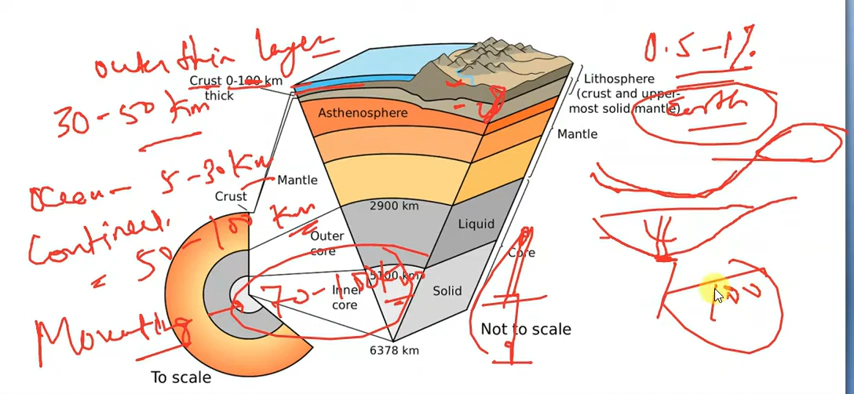 outer thin layer
0.5-1%
Crust 0-100 km
thick
Lithosphere
(crust and upper-
most solid mantle)
Earth
30-50 km
Asthenosphere
Mantle
Ocean- 5-30 Km
Mantle
Crust
2900 km
50-100 Km
Liquid
Outer
core
Core
5100 km
70-100 Km
Inner
core
Solid
100
Not to scale
6378 km
To scale